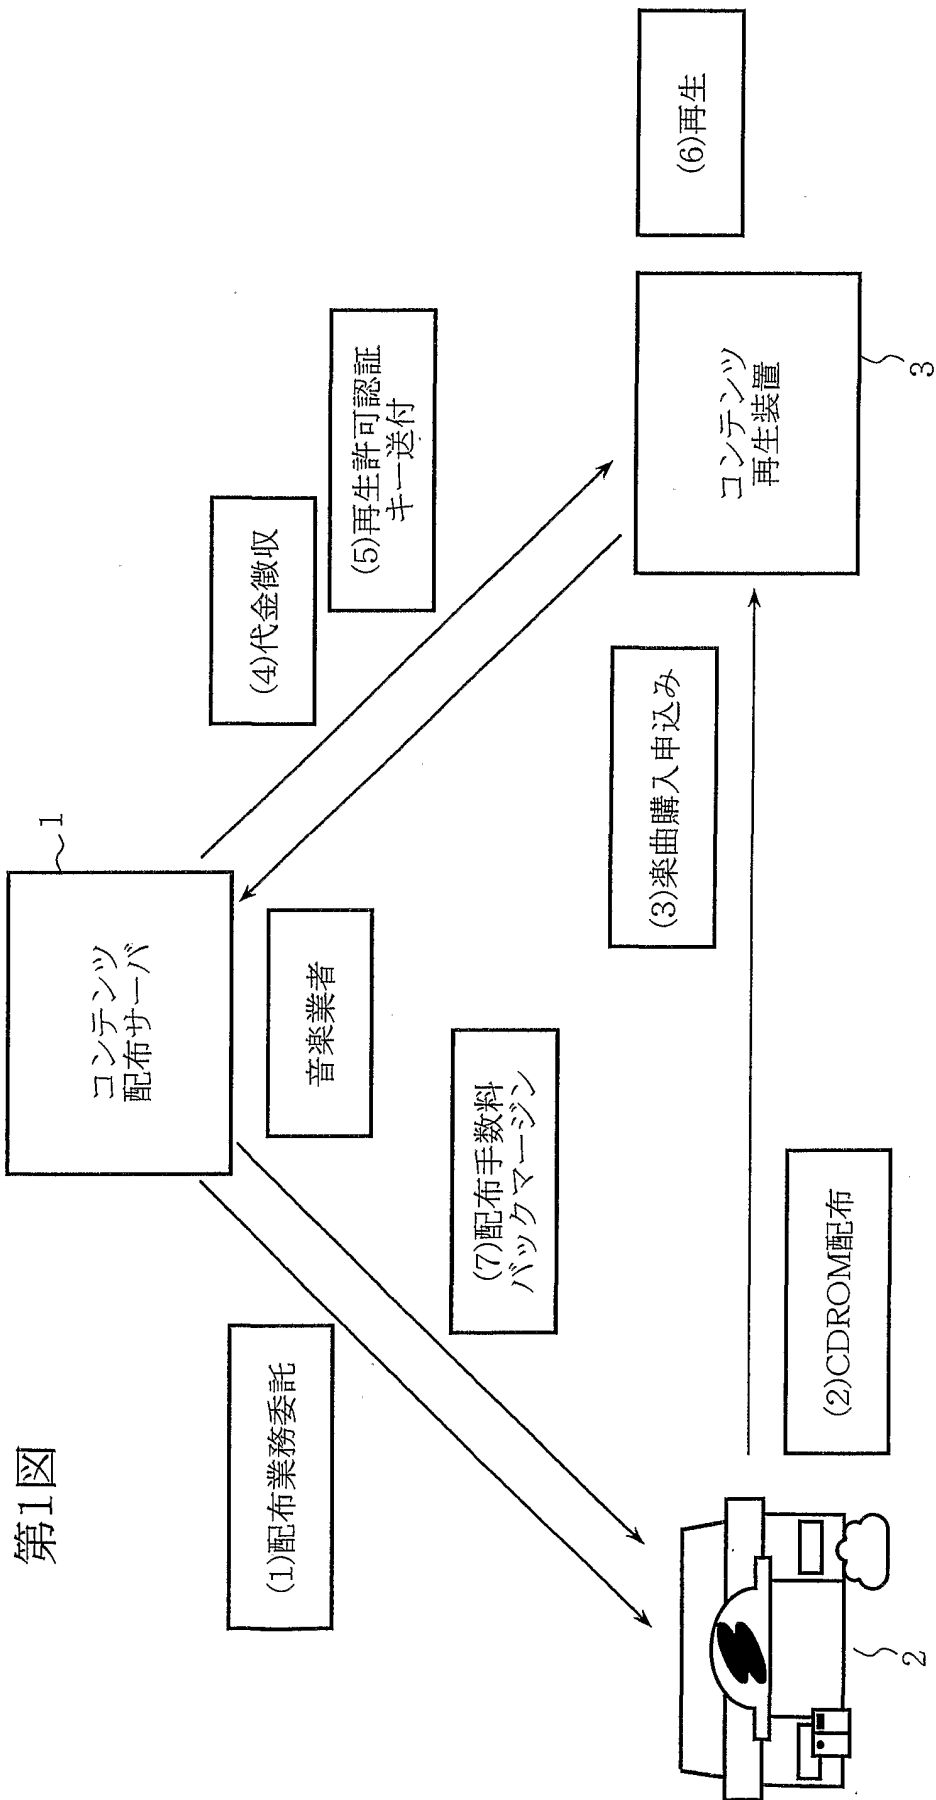 第1図
コンテンツ
配布サーバ
1
音楽業者
(1)配布業務委託
(7)配布手数料
バックマージン
(4)代金徴収
(5)再生許可認証
キー送付
(3)楽曲購入申込み
(2)CDROM配布
コンテンツ
再生装置
(6)再生
2
3